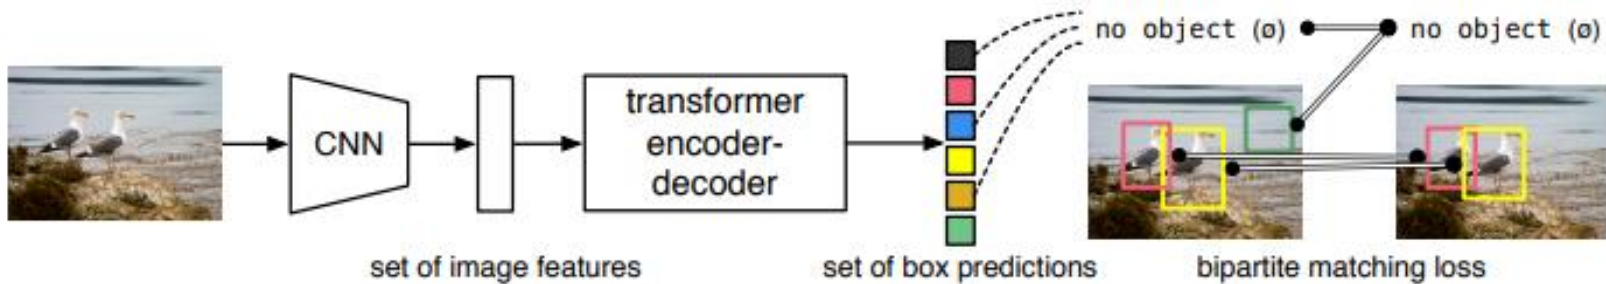 no object (ø)
no object (ø)
CNN
transformer
encoder-
decoder
set of image features
set of box predictions
bipartite matching loss